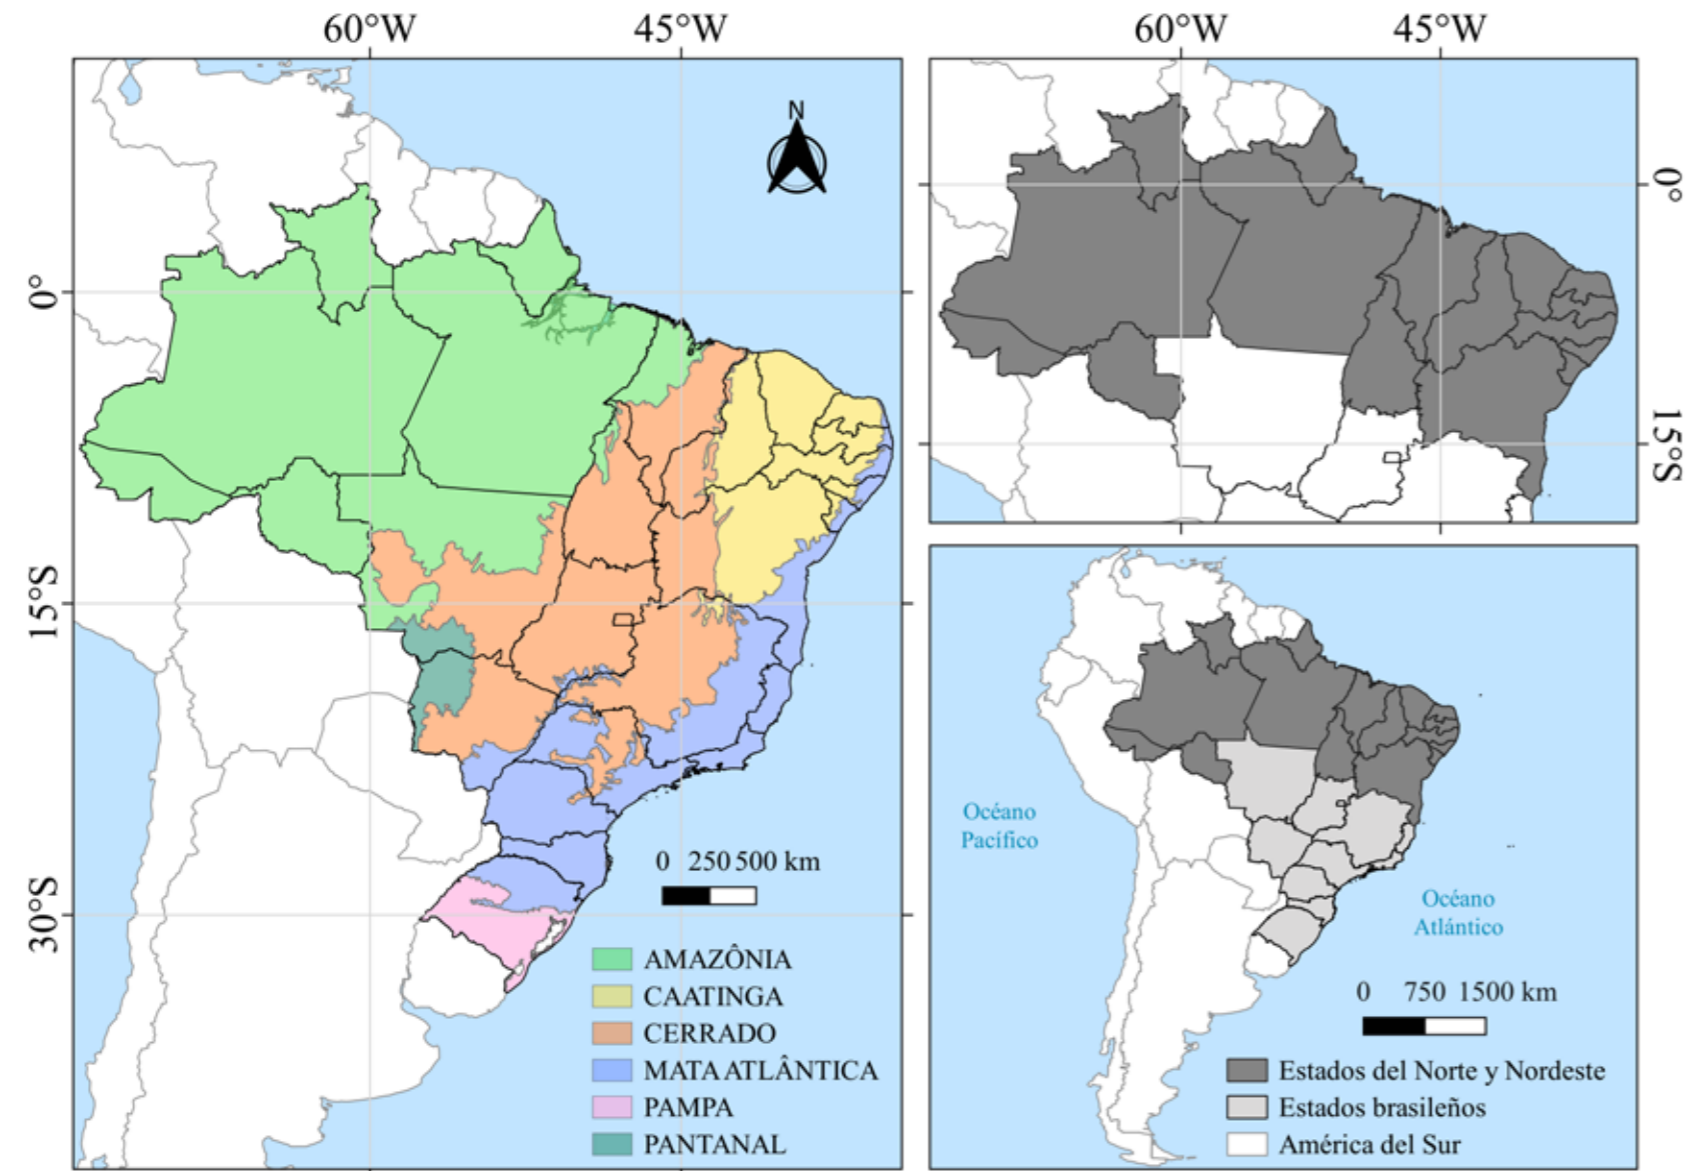 60°W 45°W
60°W 45°W
N
0°
15°S
30°S
0°
15°S
0 250 500 km
AMAZÔNIA
CAATINGA
CERRADO
MATA ATLÂNTICA
PAMPA
PANTANAL
Océano
Pacífico
Océano
Atlántico
0 750 1500 km
Estados del Norte y Nordeste
Estados brasileños
América del Sur